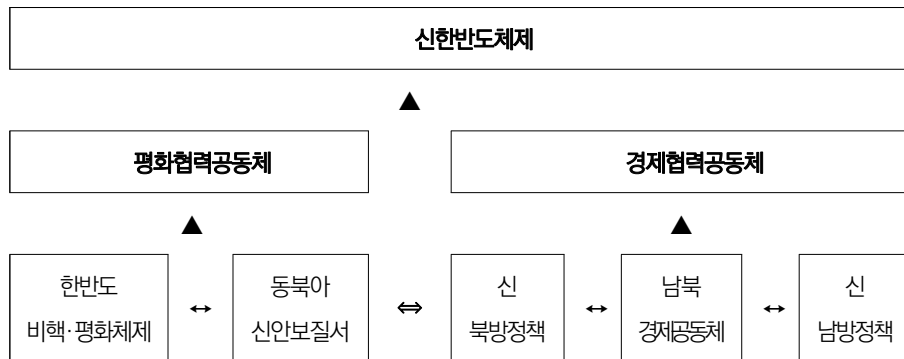 신한반도체제
▲
평화협력공동체 경제협력공동체
▲ ▲
한반도 동북아 신 남북 신
비핵·평화체제 ↔ 신안보질서 ⇔ 북방정책 ↔ 경제공동체 ↔ 남방정책